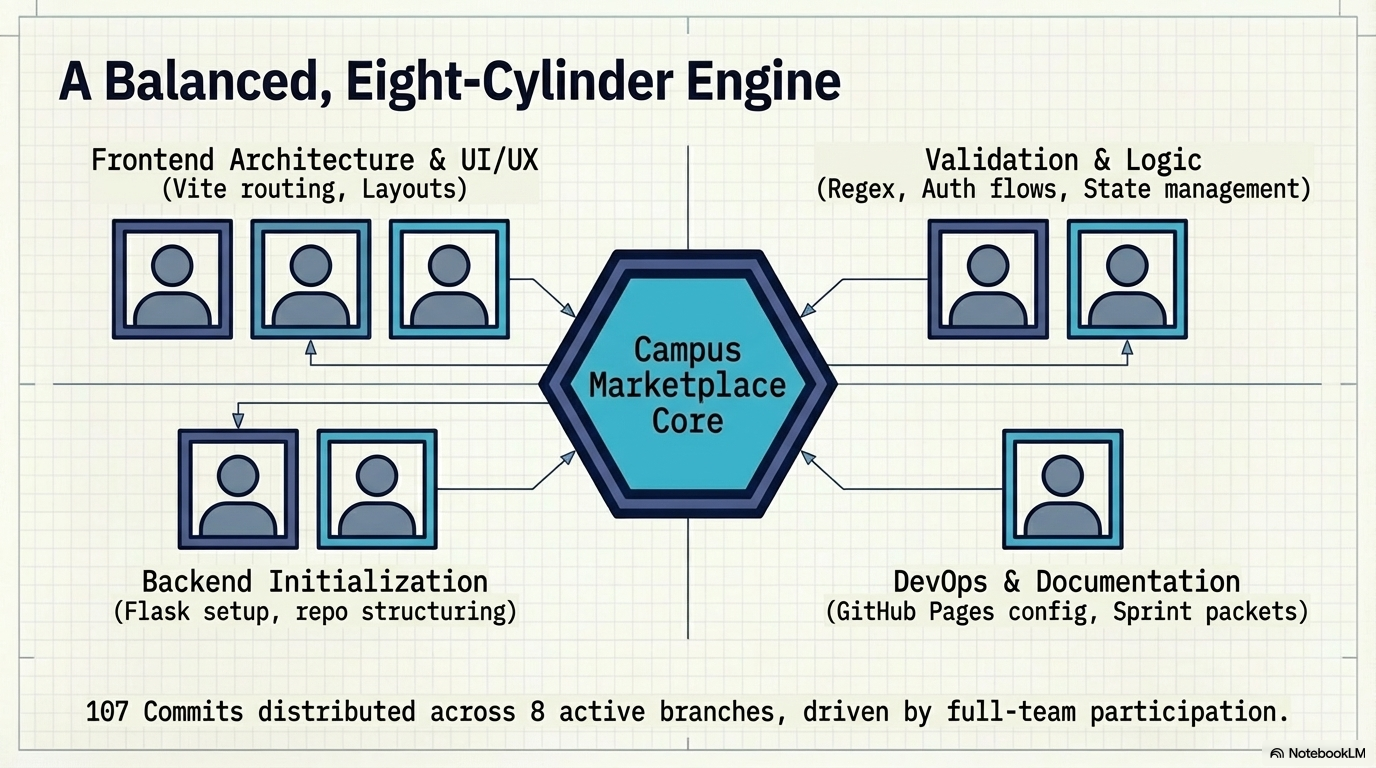 A Balanced, Eight-Cylinder Engine
Frontend Architecture & UI/UX
(Vite routing, Layouts)
Validation & Logic
(Regex, Auth flows, State management)
Campus
Marketplace
Core
Backend Initialization
(Flask setup, repo structuring)
DevOps & Documentation
(GitHub Pages config, Sprint packets)
107 Commits distributed across 8 active branches, driven by full-team participation.
NotebookLM